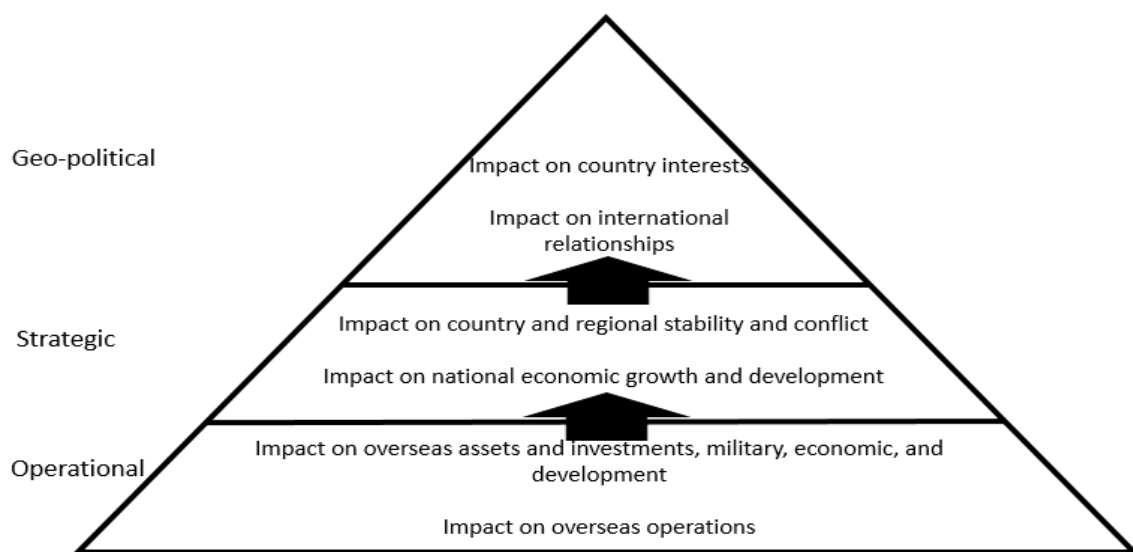 Geo-political
Impact on country interests
Impact on international
relationships
Strategic
Impact on country and regional stability and conflict
Impact on national economic growth and development
Operational
Impact on overseas assets and investments, military, economic, and
development
Impact on overseas operations